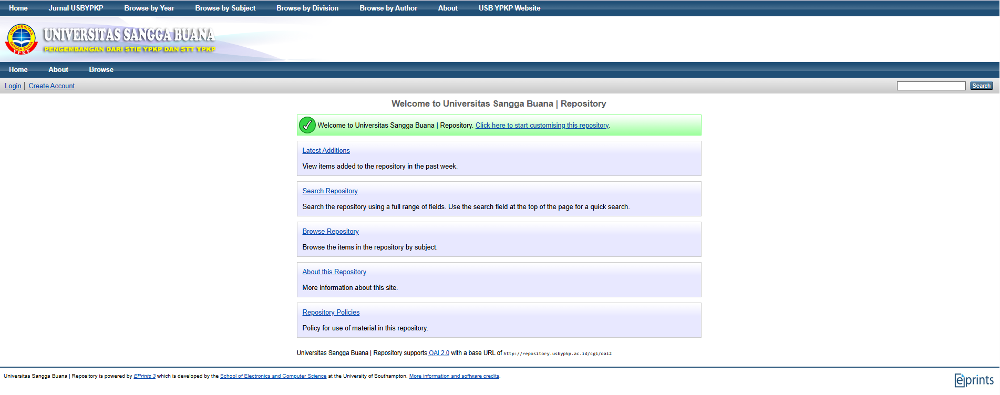 Home Jurnal USBYPKP Browse by Year Browse by Subject Browse by Division Browse by Author About USB YPKP Website
UNIVERSITAS SANGGA BUANA YPKP
UNIVERSITAS SANGGA BUANA
PENGEMBANGAN DARI STIE YPKP DAN STT YPKP
Home About Browse
Login Create Account Search
Welcome to Universitas Sangga Buana | Repository
Welcome to Universitas Sangga Buana | Repository. Click here to start customising this repository.
Latest Additions
View items added to the repository in the past week.
Search Repository
Search the repository using a full range of fields. Use the search field at the top of the page for a quick search.
Browse Repository
Browse the items in the repository by subject.
About this Repository
More information about this site.
Repository Policies
Policy for use of material in this repository.
Universitas Sangga Buana | Repository supports OAI 2.0 with a base URL of http://repository.usbypkp.ac.id/cgi/oai2
Universitas Sangga Buana | Repository is powered by EPrints 3 which is developed by the School of Electronics and Computer Science at the University of Southampton. More information and software credits.
eprints